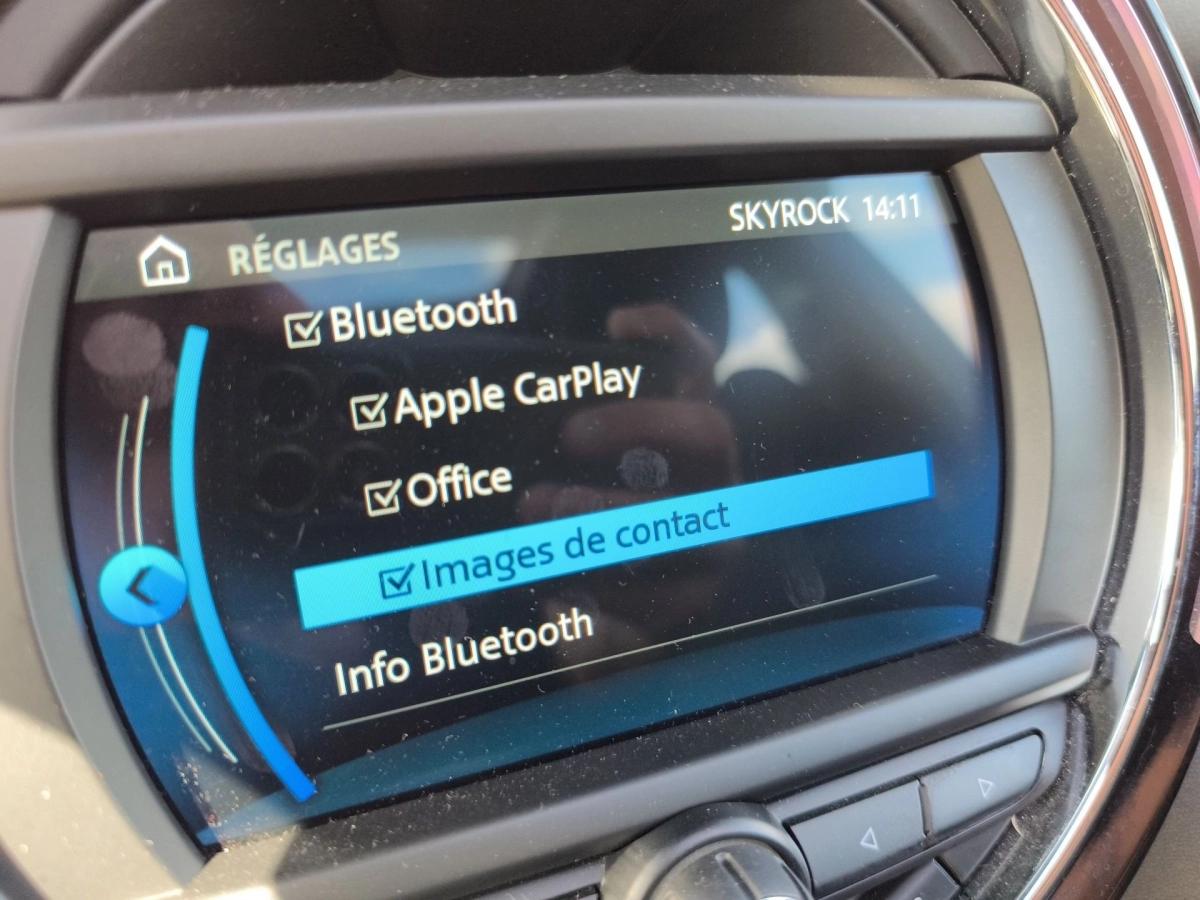 RÉGLAGES
SKYROCK 14:11
Bluetooth
Apple CarPlay
Office
Images de contact
Info Bluetooth